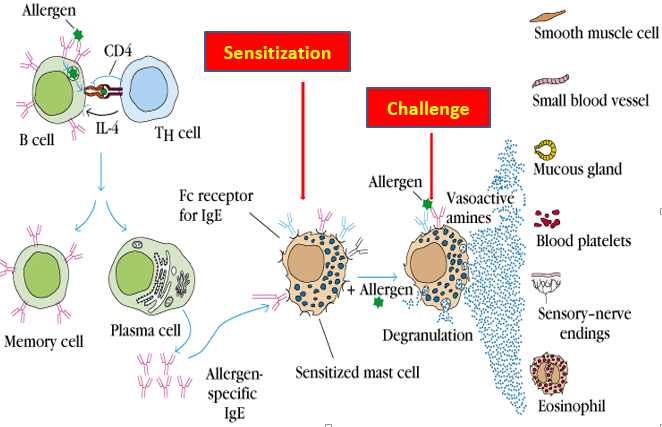 Allergen
CD4
B cell
IL-4
TH cell
Sensitization
Challenge
Fc receptor
for IgE
Allergen
Vasoactive
amines
+ Allergen
Degranulation
Memory cell
Plasma cell
Allergen-
specific
IgE
Sensitized mast cell
Smooth muscle cell
Small blood vessel
Mucous gland
Blood platelets
Sensory-nerve
endings
Eosinophil